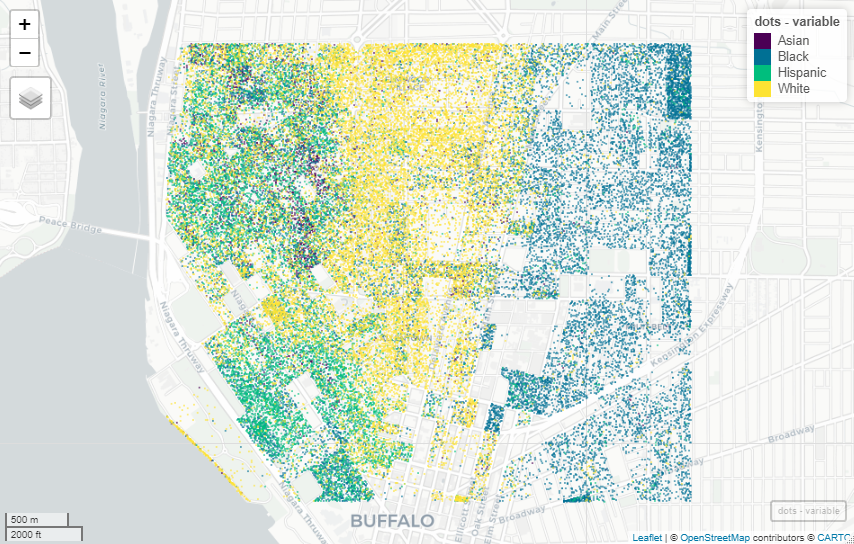 +
−
Main Street
dots - variable
Asian
Black
Hispanic
White
Niagara Thruway
Niagara Street
Niagara River
Kensington
Peace Bridge
Niagara Thruway
Kensington Expressway
Broadway
500 m
2000 ft
BUFFALO
Niagara Thruway
Ellicott
Oak Street
Elm Street
Broadway
dots - variable
Leaflet | © OpenStreetMap contributors © CARTO